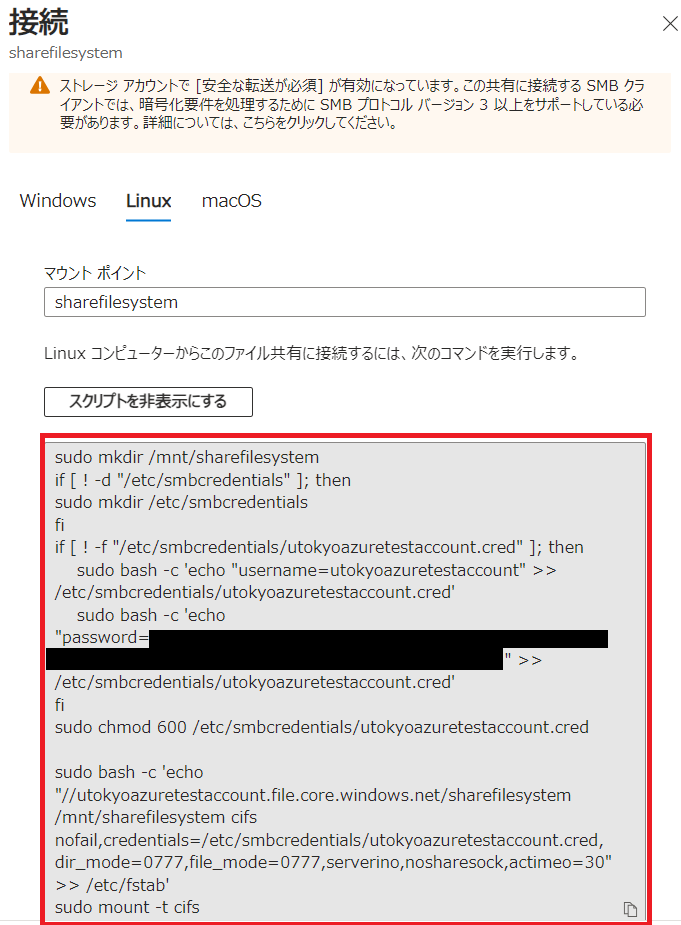 接続
sharefilesystem
ストレージ アカウントで [安全な転送が必須] が有効になっています。この共有に接続する SMB クラ
イアントでは、暗号化要件を処理するために SMB プロトコル バージョン 3 以上をサポートしている必
要があります。詳細については、こちらをクリックしてください。
Windows Linux macOS
マウント ポイント
sharefilesystem
Linux コンピューターからこのファイル共有に接続するには、次のコマンドを実行します。
スクリプトを非表示にする
sudo mkdir /mnt/sharefilesystem
if [ ! -d "/etc/smbcredentials" ]; then
sudo mkdir /etc/smbcredentials
fi
if [ ! -f "/etc/smbcredentials/utokyoazuretestaccount.cred" ]; then
sudo bash -c 'echo "username=utokyoazuretestaccount" >>
/etc/smbcredentials/utokyoazuretestaccount.cred'
sudo bash -c 'echo
"password=
" >>
/etc/smbcredentials/utokyoazuretestaccount.cred'
fi
sudo chmod 600 /etc/smbcredentials/utokyoazuretestaccount.cred
sudo bash -c 'echo
"//utokyoazuretestaccount.file.core.windows.net/sharefilesystem
/mnt/sharefilesystem cifs
nofail,credentials=/etc/smbcredentials/utokyoazuretestaccount.cred,
dir_mode=0777,file_mode=0777,serverino,nosharesock,actimeo=30"
>> /etc/fstab'
sudo mount -t cifs